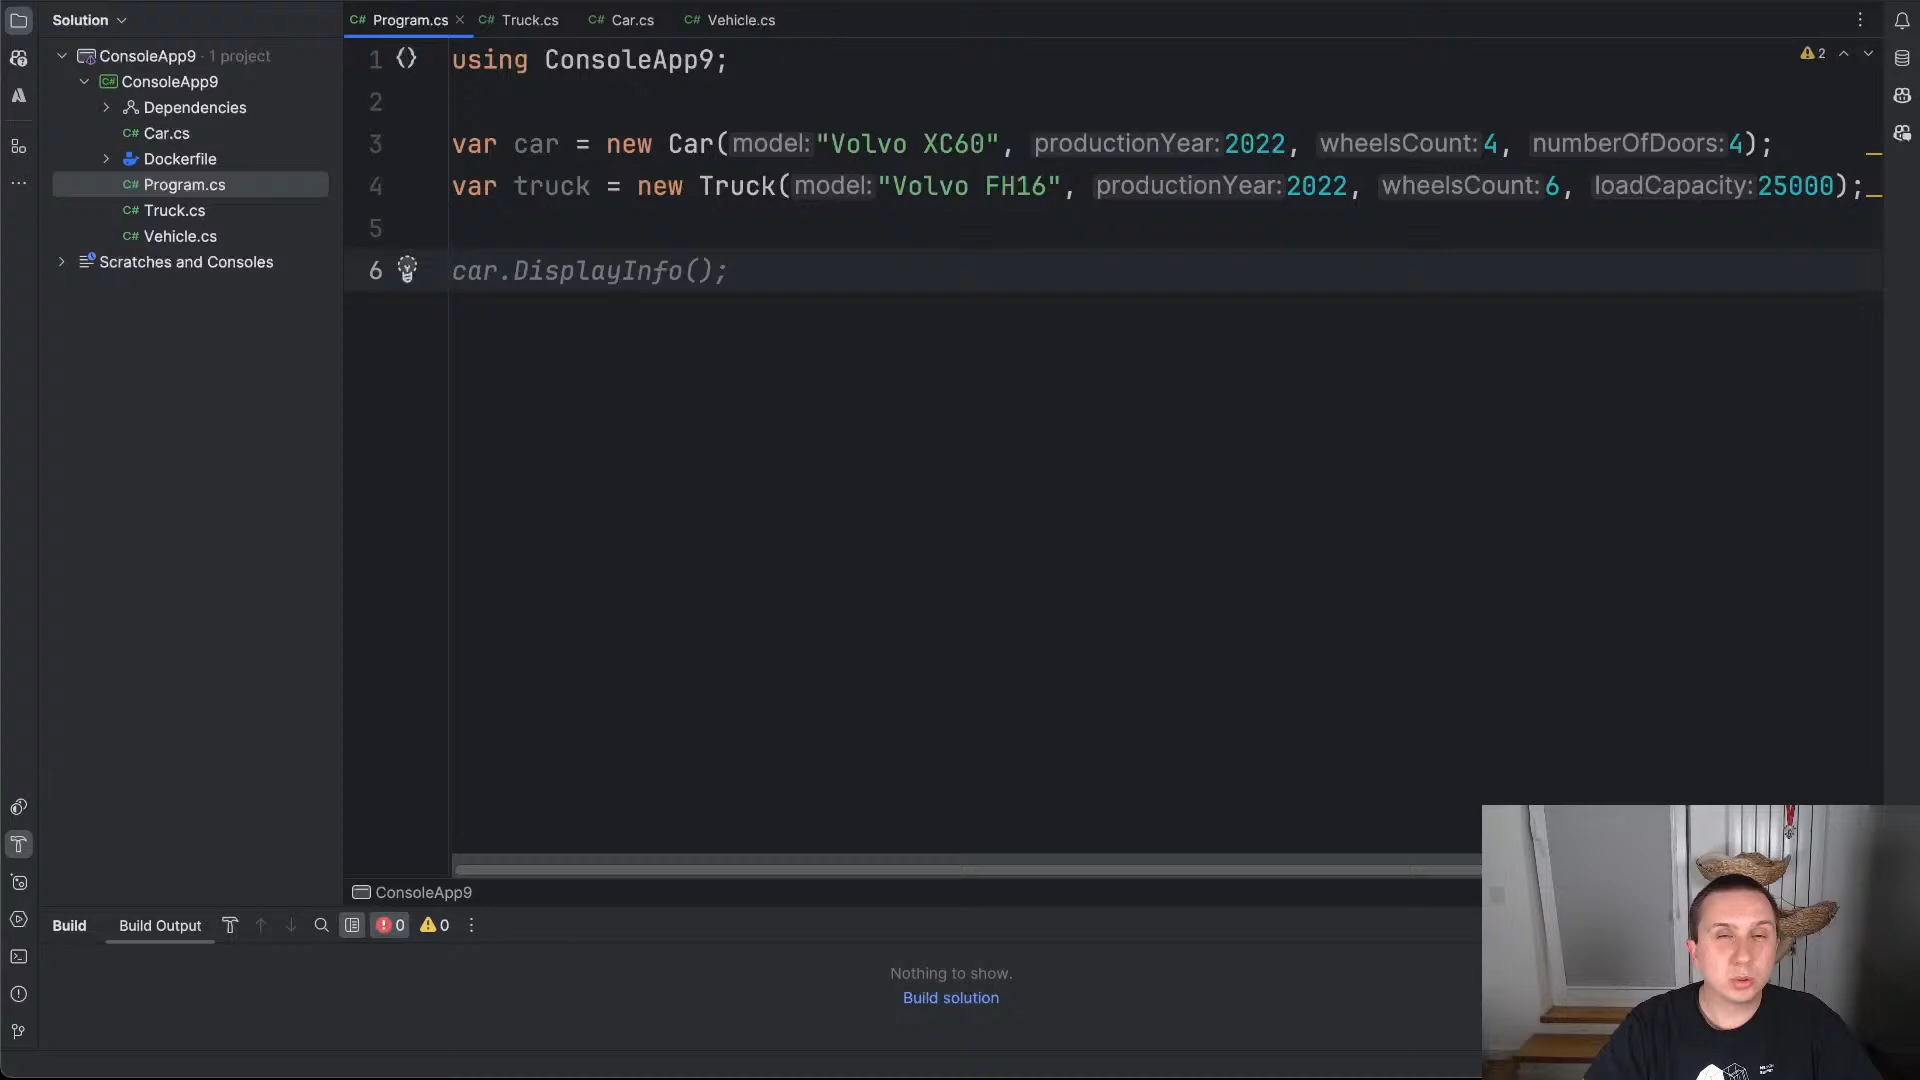 Solution
ConsoleApp9 · 1 project
ConsoleApp9
Dependencies
C# Car.cs
Dockerfile
C# Program.cs
C# Truck.cs
C# Vehicle.cs
Scratches and Consoles
C# Program.cs
C# Truck.cs
C# Car.cs
C# Vehicle.cs
1 using ConsoleApp9;
2
3 var car = new Car(model:"Volvo XC60", productionYear:2022, wheelsCount:4, numberOfDoors:4);
4 var truck = new Truck(model:"Volvo FH16", productionYear:2022, wheelsCount:6, loadCapacity:25000);
5
6 car.DisplayInfo();
2
ConsoleApp9
Build
Build Output
0
0
Nothing to show.
Build solution